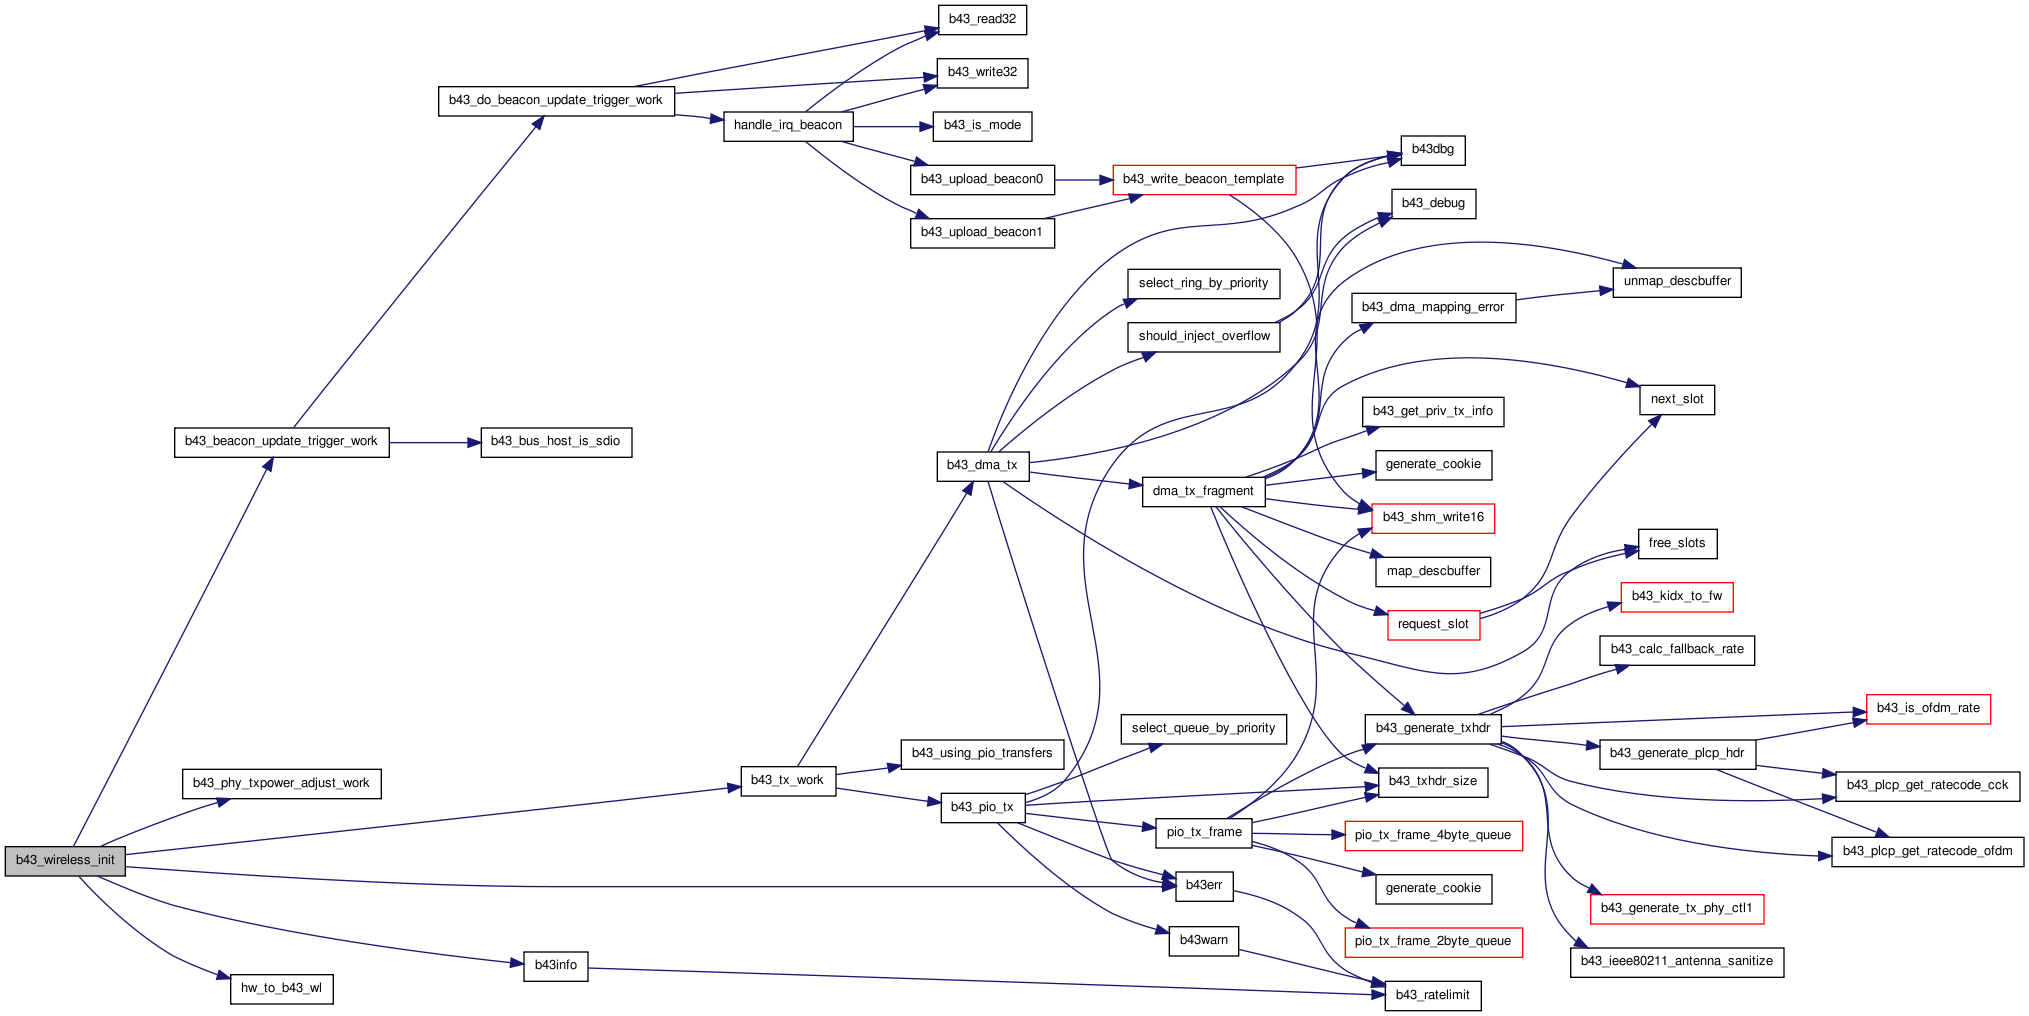 b43_read32
b43_write32
b43_do_beacon_update_trigger_work
handle_irq_beacon
b43_is_mode
b43dbg
b43_upload_beacon0
b43_write_beacon_template
b43_debug
b43_upload_beacon1
select_ring_by_priority
unmap_descbuffer
b43_dma_mapping_error
should_inject_overflow
next_slot
b43_get_priv_tx_info
b43_beacon_update_trigger_work
b43_bus_host_is_sdio
b43_dma_tx
generate_cookie
dma_tx_fragment
b43_shm_write16
free_slots
map_descbuffer
b43_kidx_to_fw
request_slot
b43_calc_fallback_rate
b43_is_ofdm_rate
select_queue_by_priority
b43_generate_txhdr
b43_using_pio_transfers
b43_generate_plcp_hdr
b43_phy_txpower_adjust_work
b43_tx_work
b43_txhdr_size
b43_plcp_get_ratecode_cck
b43_pio_tx
pio_tx_frame
pio_tx_frame_4byte_queue
b43_plcp_get_ratecode_ofdm
b43_wireless_init
b43err
generate_cookie
b43_generate_tx_phy_ctl1
b43warn
pio_tx_frame_2byte_queue
b43info
b43_ieee80211_antenna_sanitize
hw_to_b43_wl
b43_ratelimit